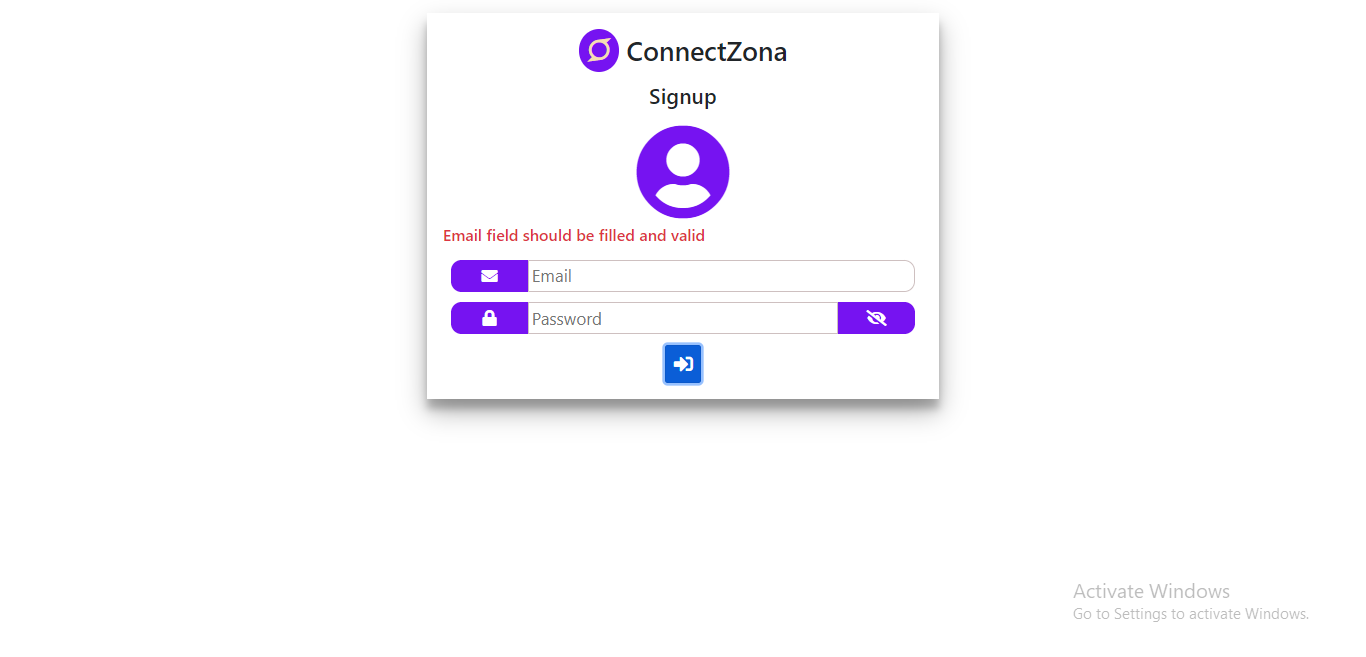 ConnectZona
Signup
Email field should be filled and valid
Email
Password
Activate Windows
Go to Settings to activate Windows.